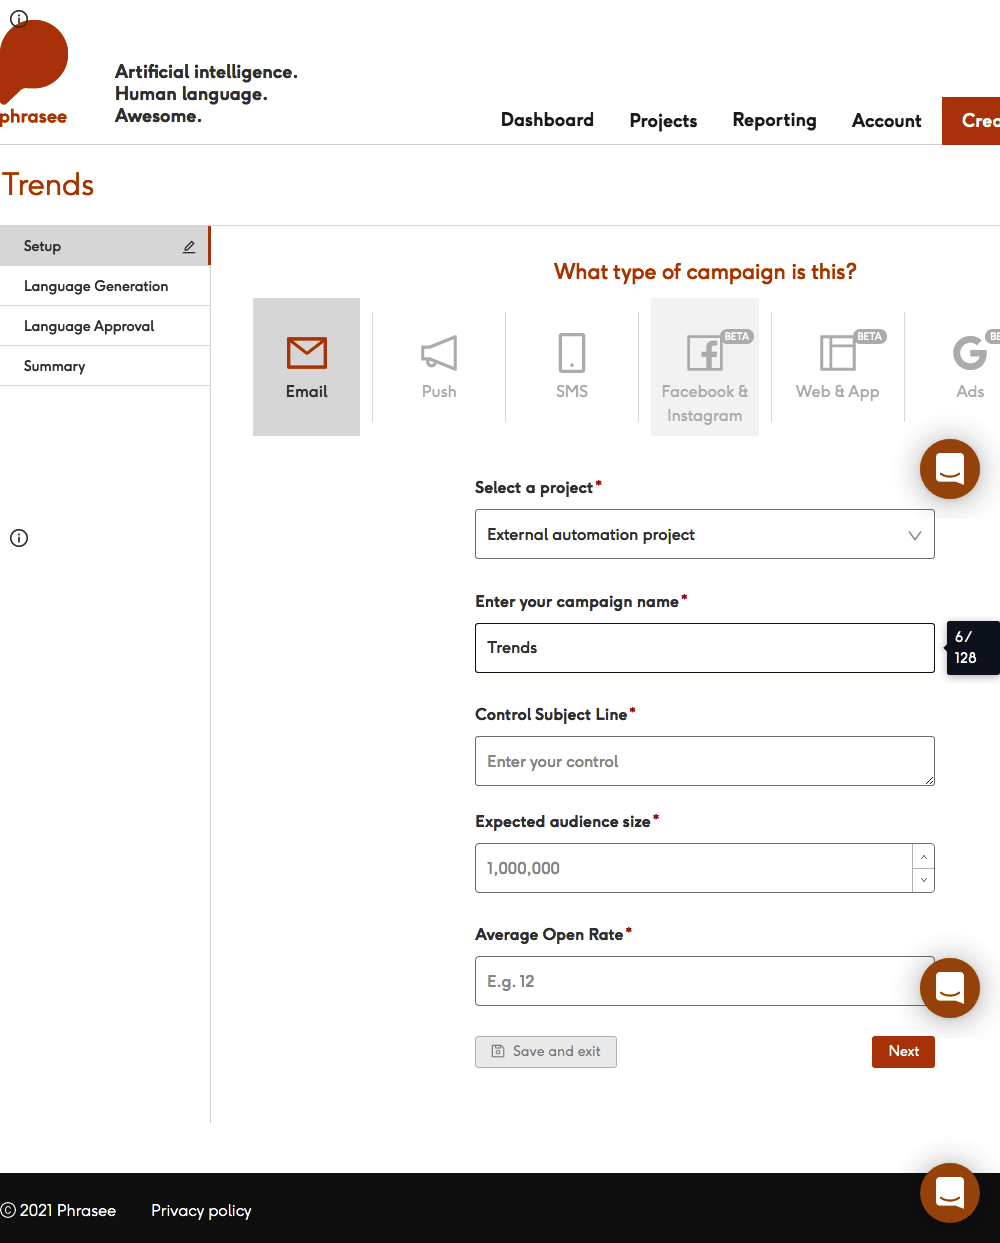 phrasee
Artificial intelligence.
Human language.
Awesome.
Dashboard
Projects
Reporting
Account
Trends
Setup
Language Generation
Language Approval
Summary
What type of campaign is this?
Email
Push
SMS
BETA
Facebook &
Instagram
BETA
Web & App
Ads
Select a project*
External automation project
Enter your campaign name*
Trends
6/
128
Control Subject Line*
Enter your control
Expected audience size*
1,000,000
Average Open Rate*
E.g. 12
Save and exit
Next
© 2021 Phrasee
Privacy policy